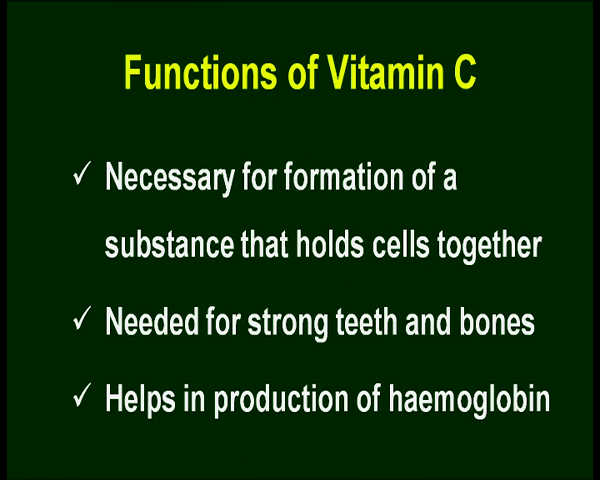 Functions of Vitamin C
✓ Necessary for formation of a
substance that holds cells together
✓ Needed for strong teeth and bones
✓ Helps in production of haemoglobin